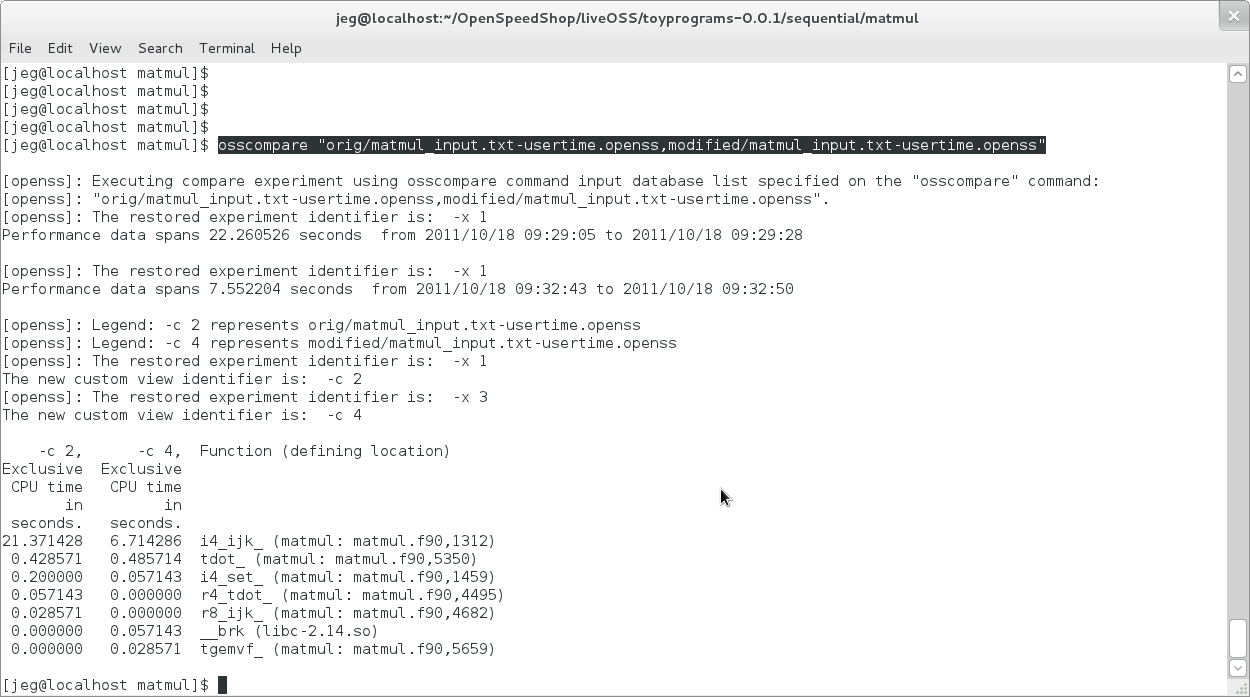 jeg@localhost:~/OpenSpeedShop/liveOSS/toyprograms-0.0.1/sequential/matmul
File Edit View Search Terminal Help
[jeg@localhost matmul]$
[jeg@localhost matmul]$
[jeg@localhost matmul]$
[jeg@localhost matmul]$
[jeg@localhost matmul]$ osscompare "orig/matmul_input.txt-usertime.openss,modified/matmul_input.txt-usertime.openss"
[openss]: Executing compare experiment using osscompare command input database list specified on the "osscompare" command:
[openss]: "orig/matmul_input.txt-usertime.openss,modified/matmul_input.txt-usertime.openss".
[openss]: The restored experiment identifier is:  -x 1
Performance data spans 22.260526 seconds  from 2011/10/18 09:29:05 to 2011/10/18 09:29:28
[openss]: The restored experiment identifier is:  -x 1
Performance data spans 7.552204 seconds  from 2011/10/18 09:32:43 to 2011/10/18 09:32:50
[openss]: Legend: -c 2 represents orig/matmul_input.txt-usertime.openss
[openss]: Legend: -c 4 represents modified/matmul_input.txt-usertime.openss
[openss]: The restored experiment identifier is:  -x 1
The new custom view identifier is:  -c 2
[openss]: The restored experiment identifier is:  -x 3
The new custom view identifier is:  -c 4
    -c 2,      -c 4,  Function (defining location)
Exclusive  Exclusive
 CPU time   CPU time
       in         in
 seconds.   seconds.
21.371428   6.714286  i4_ijk_ (matmul: matmul.f90,1312)
 0.428571   0.485714  tdot_ (matmul: matmul.f90,5350)
 0.200000   0.057143  i4_set_ (matmul: matmul.f90,1459)
 0.057143   0.000000  r4_tdot_ (matmul: matmul.f90,4495)
 0.028571   0.000000  r8_ijk_ (matmul: matmul.f90,4682)
 0.000000   0.057143  __brk (libc-2.14.so)
 0.000000   0.028571  tgemvf_ (matmul: matmul.f90,5659)
[jeg@localhost matmul]$